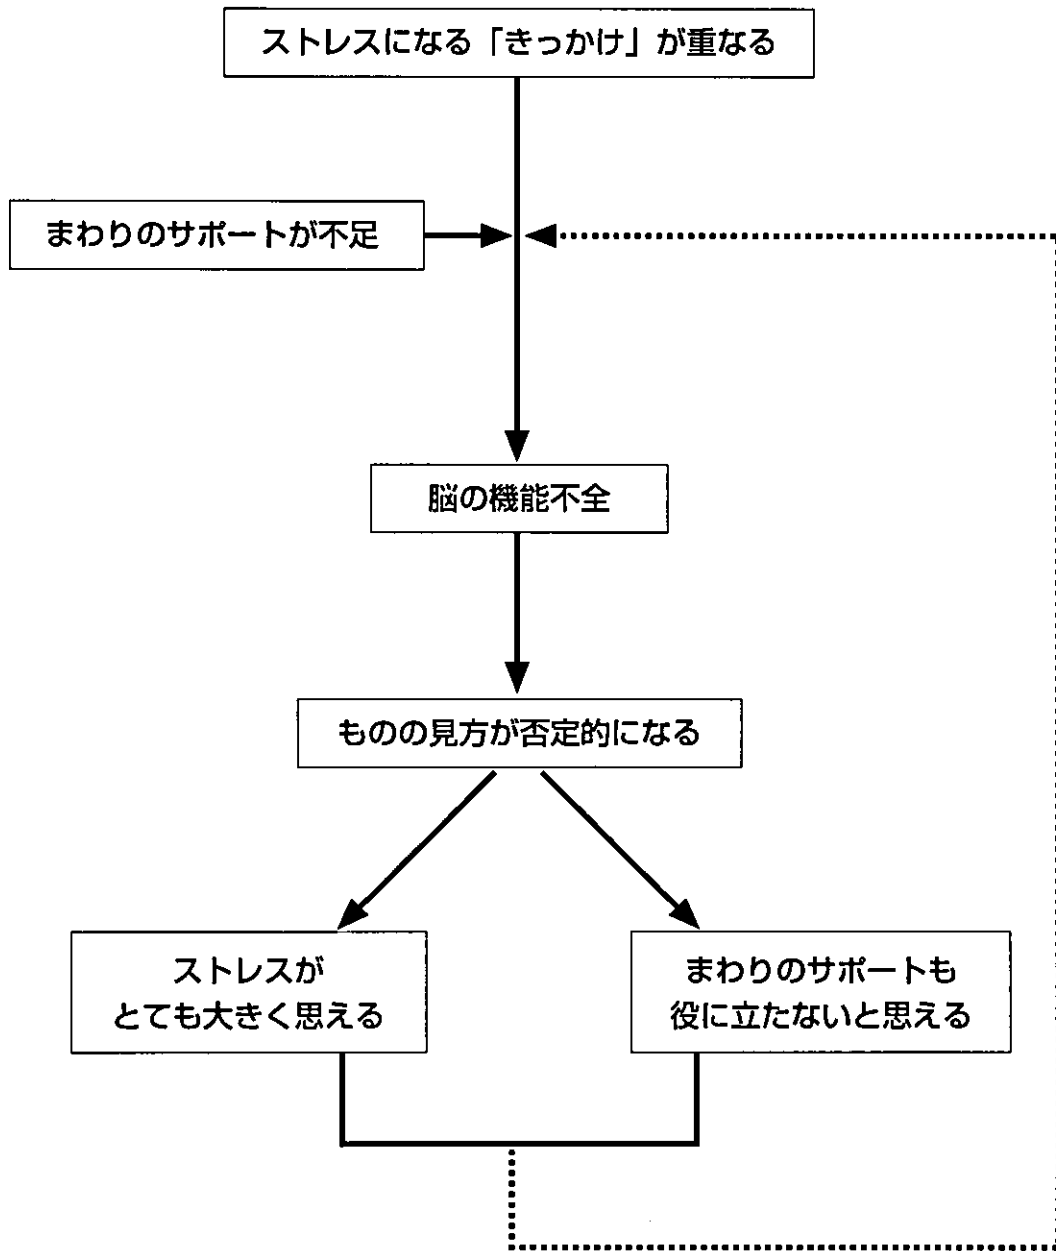 ストレスになる「きっかけ」が重なる
まわりのサポートが不足
脳の機能不全
ものの見方が否定的になる
ストレスが
とても大きく思える
まわりのサポートも
役に立たないと思える